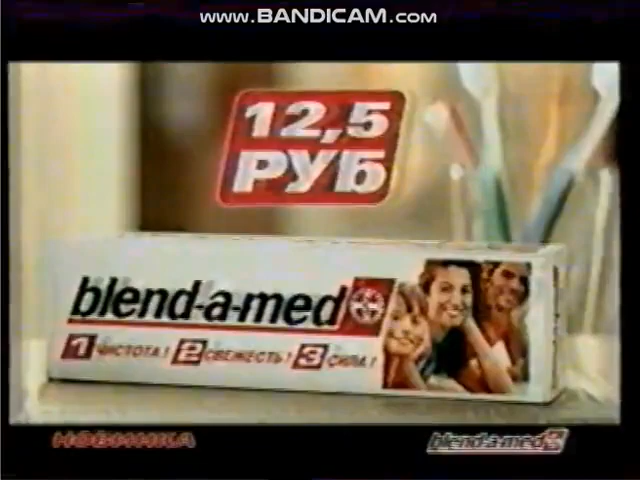 www.BANDICAM.com
12,5
РУБ
blend-a-med
1 ЧИСТОТА! 2 СВЕЖЕСТЬ! 3 СИЛА!
НОВИНКА
blend-a-med 3